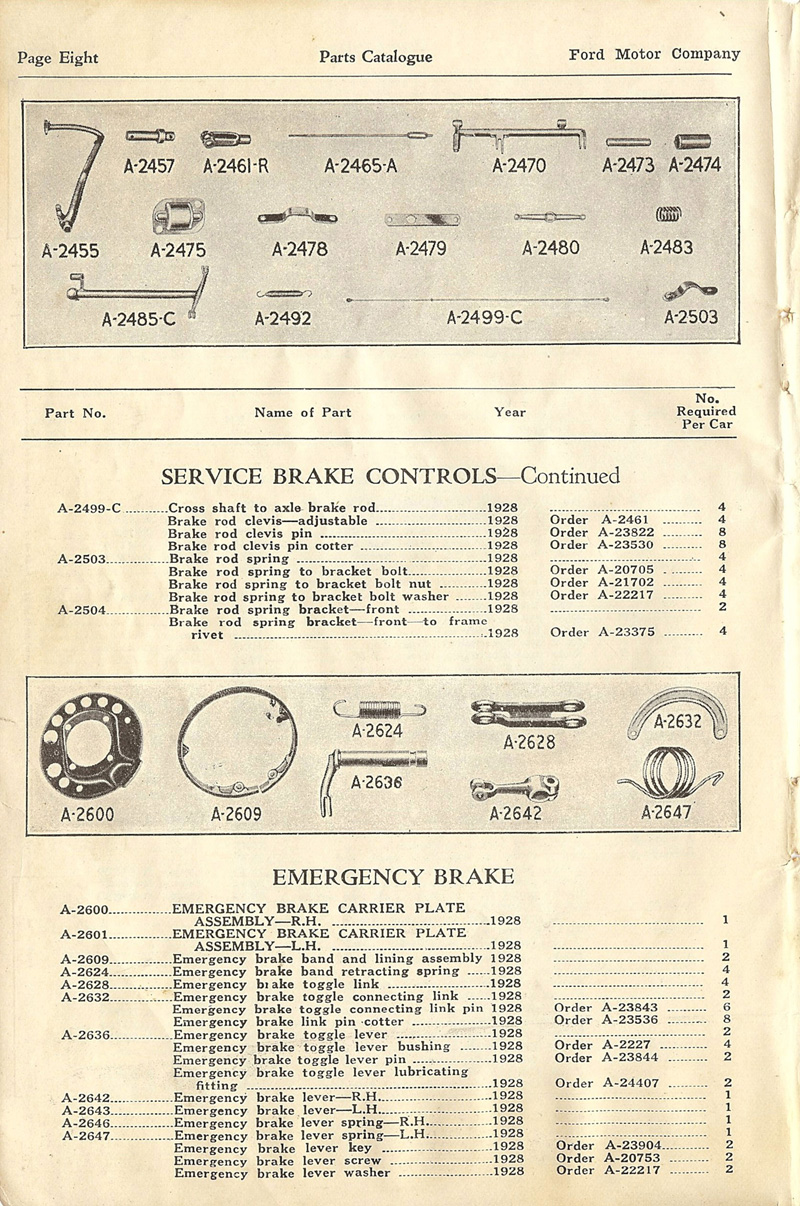 Page Eight Parts Catalogue Ford Motor Company
A-2457 A-2461-R A-2465-A A-2470 A-2473 A-2474
A-2455 A-2475 A-2478 A-2479 A-2480 A-2483
A-2485-C A-2492 A-2499-C A-2503
Part No. Name of Part Year No. Required Per Car
SERVICE BRAKE CONTROLS—Continued
A-2499-C Cross shaft to axle brake rod 1928 4
Brake rod clevis—adjustable 1928 Order A-2461 4
Brake rod clevis pin 1928 Order A-23822 8
Brake rod clevis pin cotter 1928 Order A-23530 8
A-2503 Brake rod spring 1928 4
Brake rod spring to bracket bolt 1928 Order A-20705 4
Brake rod spring to bracket bolt nut 1928 Order A-21702 4
Brake rod spring to bracket bolt washer 1928 Order A-22217 4
A-2504 Brake rod spring bracket—front 1928 2
Brake rod spring bracket—front—to frame
rivet 1928 Order A-23375 4
A-2624 A-2628 A-2632
A-2636
A-2600 A-2609 A-2642 A-2647
EMERGENCY BRAKE
A-2600 EMERGENCY BRAKE CARRIER PLATE
ASSEMBLY—R.H. 1928 1
A-2601 EMERGENCY BRAKE CARRIER PLATE
ASSEMBLY—L.H. 1928 1
A-2609 Emergency brake band and lining assembly 1928 2
A-2624 Emergency brake band retracting spring 1928 4
A-2628 Emergency brake toggle link 1928 4
A-2632 Emergency brake toggle connecting link 1928 2
Emergency brake toggle connecting link pin 1928 Order A-23843 6
Emergency brake link pin cotter 1928 Order A-23536 8
A-2636 Emergency brake toggle lever 1928 2
Emergency brake toggle lever bushing 1928 Order A-2227 4
Emergency brake toggle lever pin 1928 Order A-23844 2
Emergency brake toggle lever lubricating
fitting 1928 Order A-24407 2
A-2642 Emergency brake lever—R.H. 1928 1
A-2643 Emergency brake lever—L.H. 1928 1
A-2646 Emergency brake lever spring—R.H. 1928 1
A-2647 Emergency brake lever spring—L.H. 1928 1
Emergency brake lever key 1928 Order A-23904 2
Emergency brake lever screw 1928 Order A-20753 2
Emergency brake lever washer 1928 Order A-22217 2